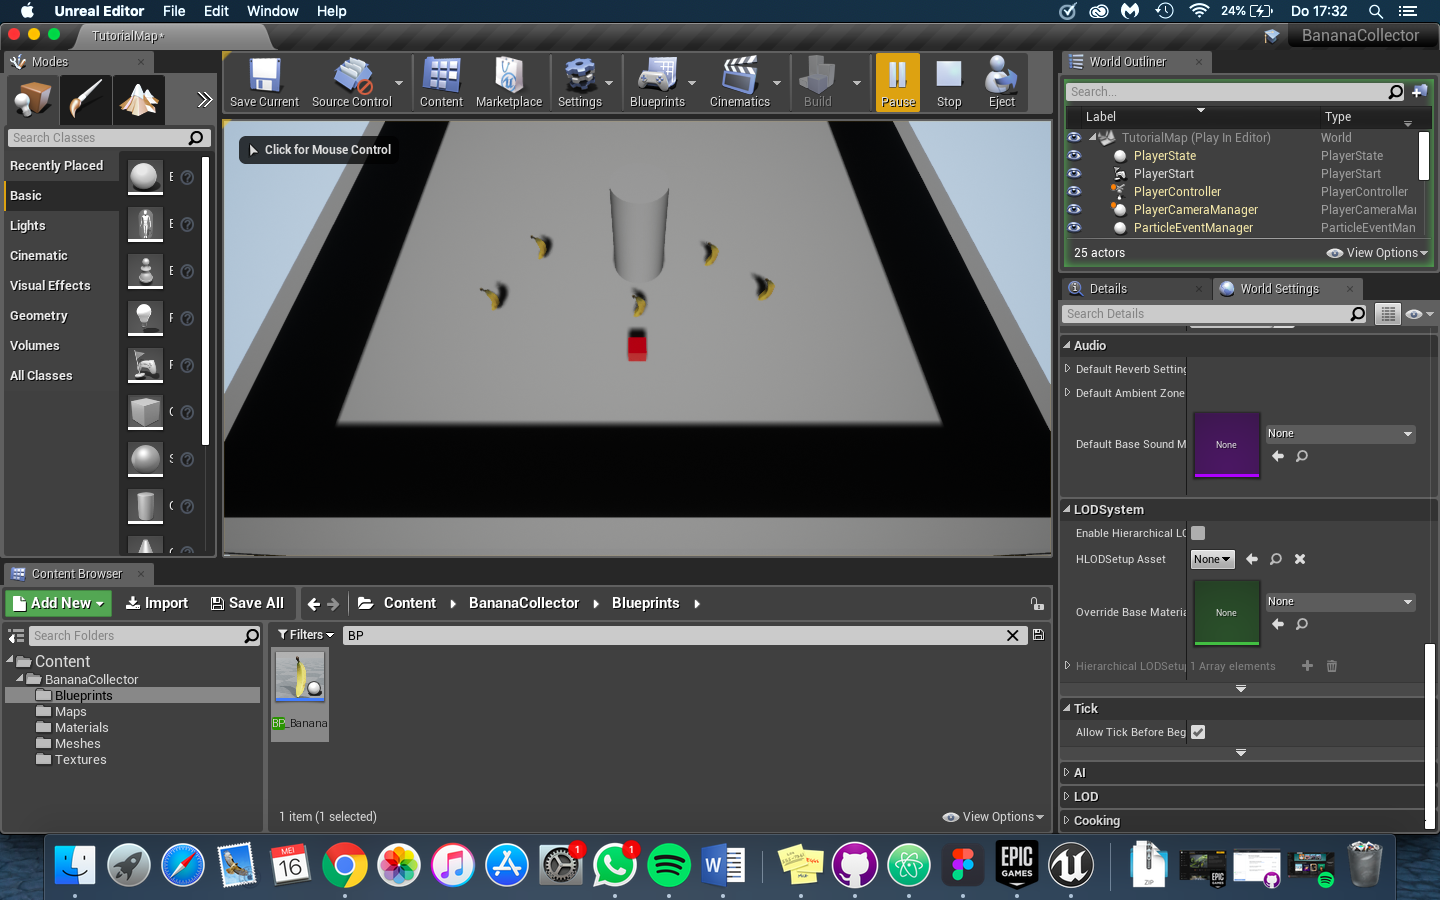 Unreal Editor File Edit Window Help
24% Do 17:32
TutorialMap*
BananaCollector
Modes
Search Classes
Recently Placed
Basic
Lights
Cinematic
Visual Effects
Geometry
Volumes
All Classes
Save Current
Source Control
Content
Marketplace
Settings
Blueprints
Cinematics
Build
Pause
Stop
Eject
Click for Mouse Control
World Outliner
Search...
Label Type
TutorialMap (Play In Editor) World
PlayerState PlayerState
PlayerStart PlayerStart
PlayerController PlayerController
PlayerCameraManager PlayerCameraMa
ParticleEventManager ParticleEventMan
25 actors View Options
Details World Settings
Search Details
Audio
Default Reverb Setting
Default Ambient Zone
Default Base Sound M None None
LODSystem
Enable Hierarchical LO
HLODSetup Asset None
Override Base Materia None None
Hierarchical LODSetup 1 Array elements
Tick
Allow Tick Before Beg
AI
LOD
Cooking
Content Browser
Add New Import Save All Content BananaCollector Blueprints
Search Folders
Filters BP
Content
BananaCollector
Blueprints
Maps
Materials
Meshes
Textures
BP_Banana
1 item (1 selected) View Options
MEI
16
1
1
W
EPIC
GAMES
ZIP